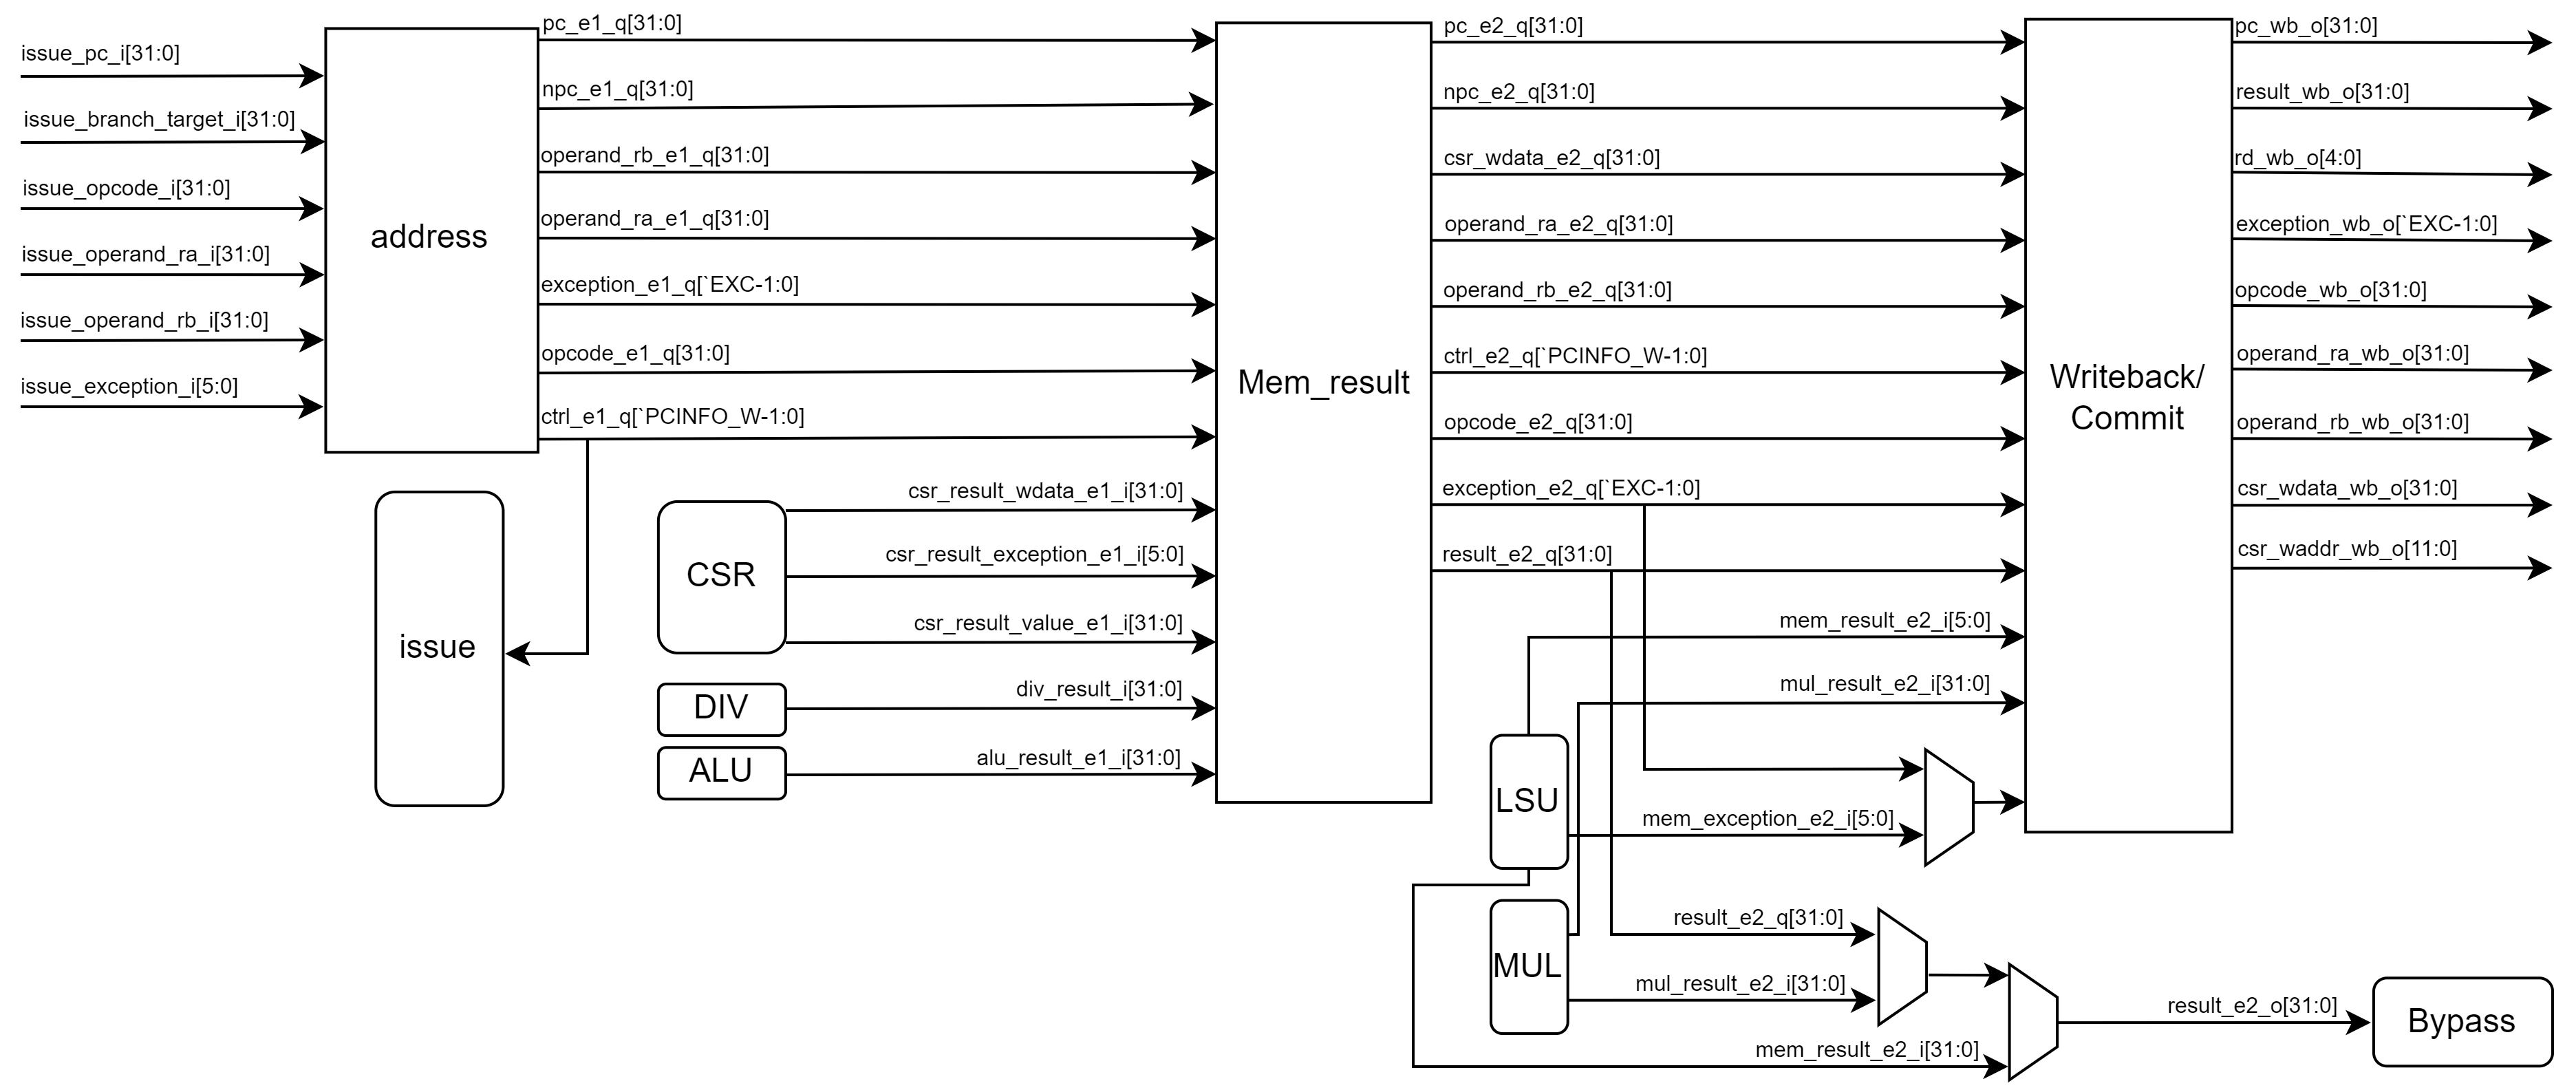 issue_pc_i[31:0]
issue_branch_target_i[31:0]
issue_opcode_i[31:0]
issue_operand_ra_i[31:0]
issue_operand_rb_i[31:0]
issue_exception_i[5:0]
address
pc_e1_q[31:0]
npc_e1_q[31:0]
operand_rb_e1_q[31:0]
operand_ra_e1_q[31:0]
exception_e1_q[`EXC-1:0]
opcode_e1_q[31:0]
ctrl_e1_q[`PCINFO_W-1:0]
issue
CSR
csr_result_wdata_e1_i[31:0]
csr_result_exception_e1_i[5:0]
csr_result_value_e1_i[31:0]
DIV
div_result_i[31:0]
ALU
alu_result_e1_i[31:0]
Mem_result
pc_e2_q[31:0]
npc_e2_q[31:0]
csr_wdata_e2_q[31:0]
operand_ra_e2_q[31:0]
operand_rb_e2_q[31:0]
ctrl_e2_q[`PCINFO_W-1:0]
opcode_e2_q[31:0]
exception_e2_q[`EXC-1:0]
result_e2_q[31:0]
mem_result_e2_i[5:0]
mul_result_e2_i[31:0]
LSU
mem_exception_e2_i[5:0]
MUL
result_e2_q[31:0]
mul_result_e2_i[31:0]
mem_result_e2_i[31:0]
Writeback/
Commit
pc_wb_o[31:0]
result_wb_o[31:0]
rd_wb_o[4:0]
exception_wb_o[`EXC-1:0]
opcode_wb_o[31:0]
operand_ra_wb_o[31:0]
operand_rb_wb_o[31:0]
csr_wdata_wb_o[31:0]
csr_waddr_wb_o[11:0]
result_e2_o[31:0]
Bypass